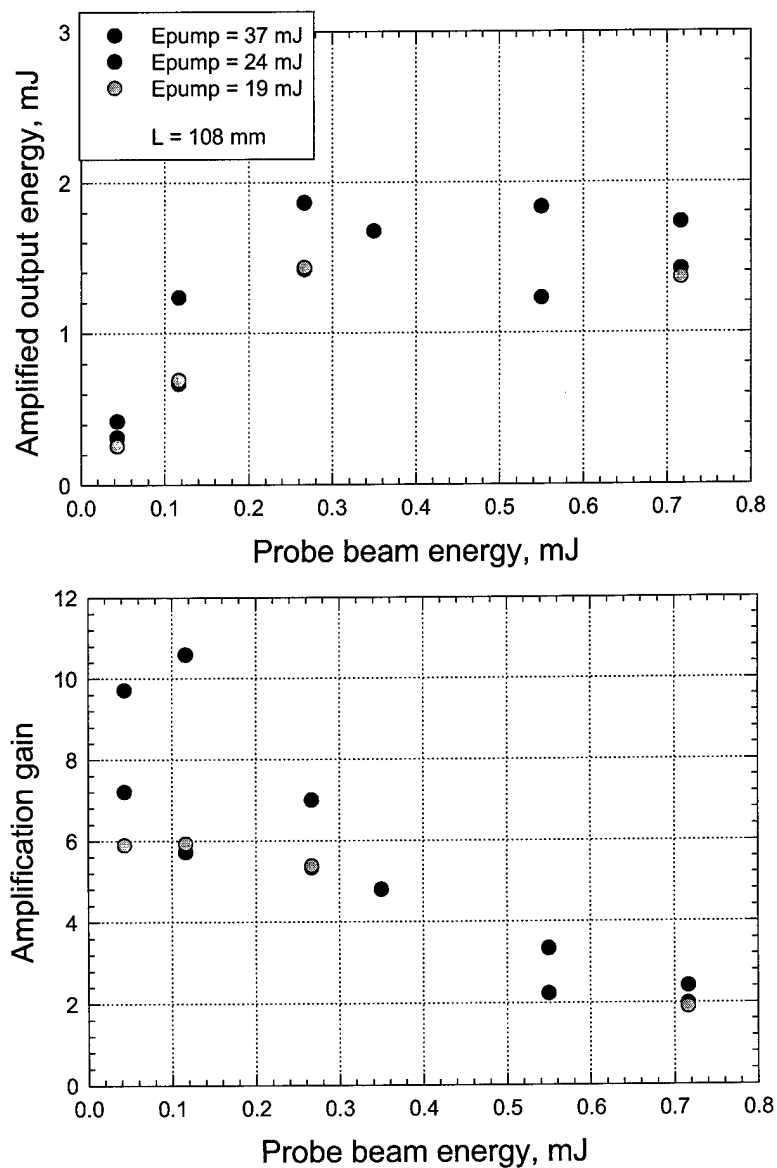 Epump = 37 mJ
Epump = 24 mJ
Epump = 19 mJ
L = 108 mm
Amplified output energy, mJ
3
2
1
0
0.0 0.1 0.2 0.3 0.4 0.5 0.6 0.7 0.8
Probe beam energy, mJ
Amplification gain
12
10
8
6
4
2
0
0.0 0.1 0.2 0.3 0.4 0.5 0.6 0.7 0.8
Probe beam energy, mJ